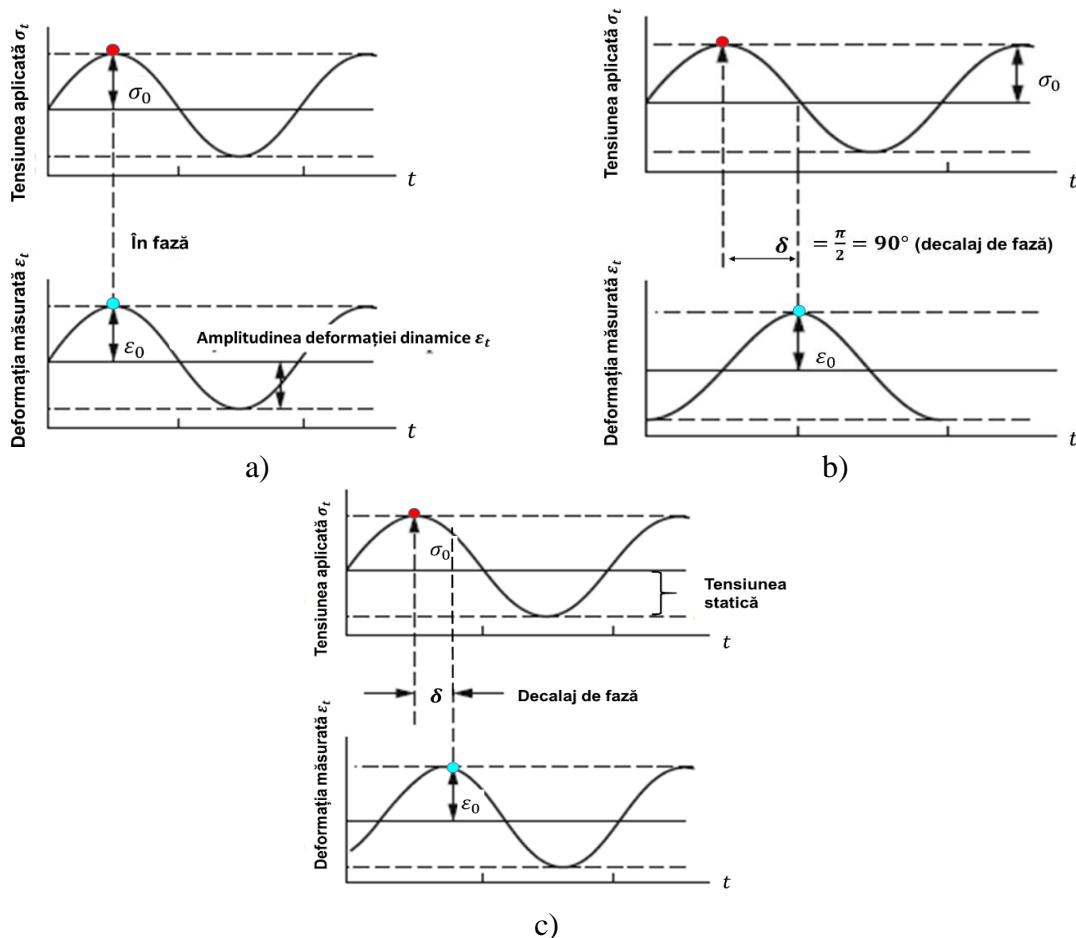 Tensiunea aplicată σₜ
σ₀
t
În fază
Deformația măsurată εₜ
ε₀
Amplitudinea deformației dinamice εₜ
t
a)
Tensiunea aplicată σₜ
σ₀
t
δ = π/2 = 90° (decalaj de fază)
Deformația măsurată εₜ
ε₀
t
b)
Tensiunea aplicată σₜ
σ₀
Tensiunea
statică
t
δ
Decalaj de fază
Deformația măsurată εₜ
ε₀
t
c)